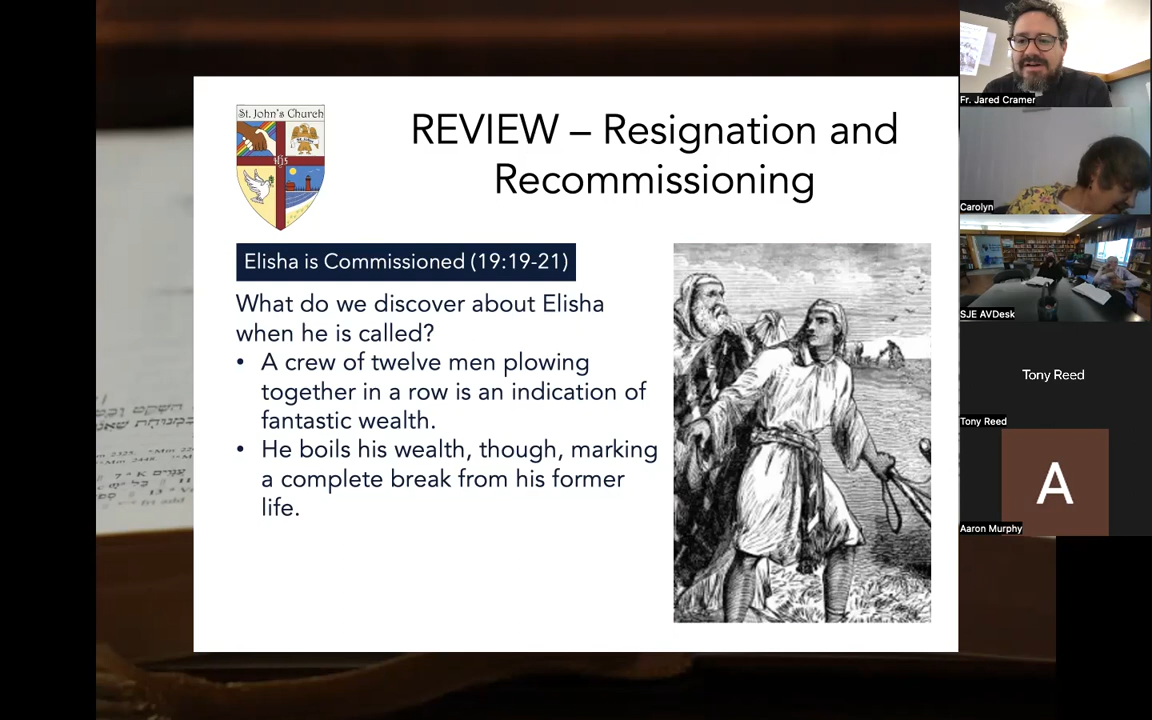 St. John's Church
REVIEW – Resignation and
Recommissioning
Elisha is Commissioned (19:19-21)
What do we discover about Elisha
when he is called?
• A crew of twelve men plowing
together in a row is an indication of
fantastic wealth.
• He boils his wealth, though, marking
a complete break from his former
life.
Fr. Jared Cramer
Carolyn
SJE AVDesk
Tony Reed
Tony Reed
A
Aaron Murphy